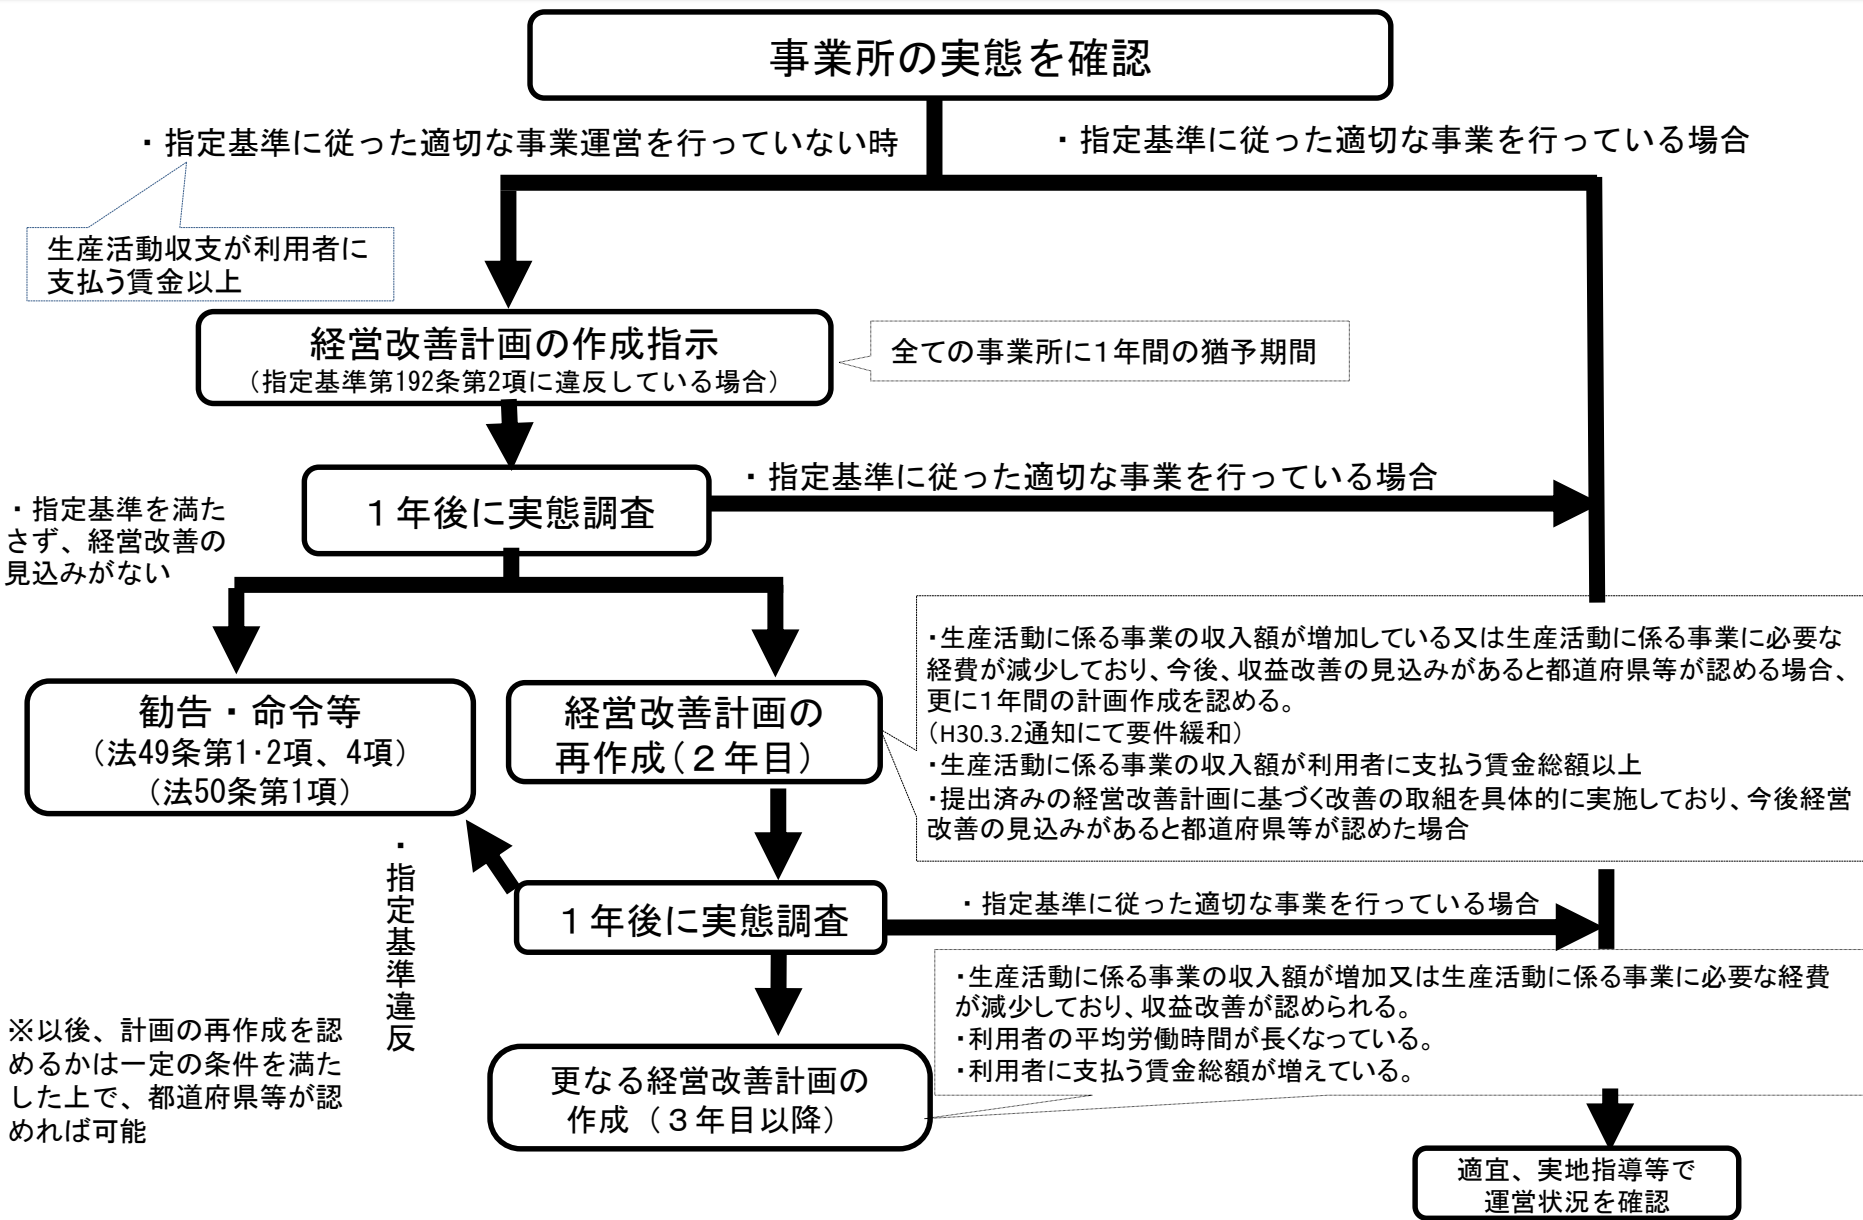 事業所の実態を確認
・指定基準に従った適切な事業運営を行っていない時
・指定基準に従った適切な事業を行っている場合
生産活動収支が利用者に
支払う賃金以上
経営改善計画の作成指示
（指定基準第192条第2項に違反している場合）
全ての事業所に1年間の猶予期間
１年後に実態調査
・指定基準に従った適切な事業を行っている場合
・指定基準を満た
さず、経営改善の
見込みがない
勧告・命令等
（法49条第1･2項、4項）
（法50条第1項）
経営改善計画の
再作成（２年目）
・生産活動に係る事業の収入額が増加している又は生産活動に係る事業に必要な
経費が減少しており、今後、収益改善の見込みがあると都道府県等が認める場合、
更に1年間の計画作成を認める。
（H30.3.2通知にて要件緩和）
・生産活動に係る事業の収入額が利用者に支払う賃金総額以上
・提出済みの経営改善計画に基づく改善の取組を具体的に実施しており、今後経営
改善の見込みがあると都道府県等が認めた場合
・指定基準違反
１年後に実態調査
・指定基準に従った適切な事業を行っている場合
・生産活動に係る事業の収入額が増加又は生産活動に係る事業に必要な経費
が減少しており、収益改善が認められる。
・利用者の平均労働時間が長くなっている。
・利用者に支払う賃金総額が増えている。
※以後、計画の再作成を認
めるかは一定の条件を満た
した上で、都道府県等が認
めれば可能
更なる経営改善計画の
作成（３年目以降）
適宜、実地指導等で
運営状況を確認